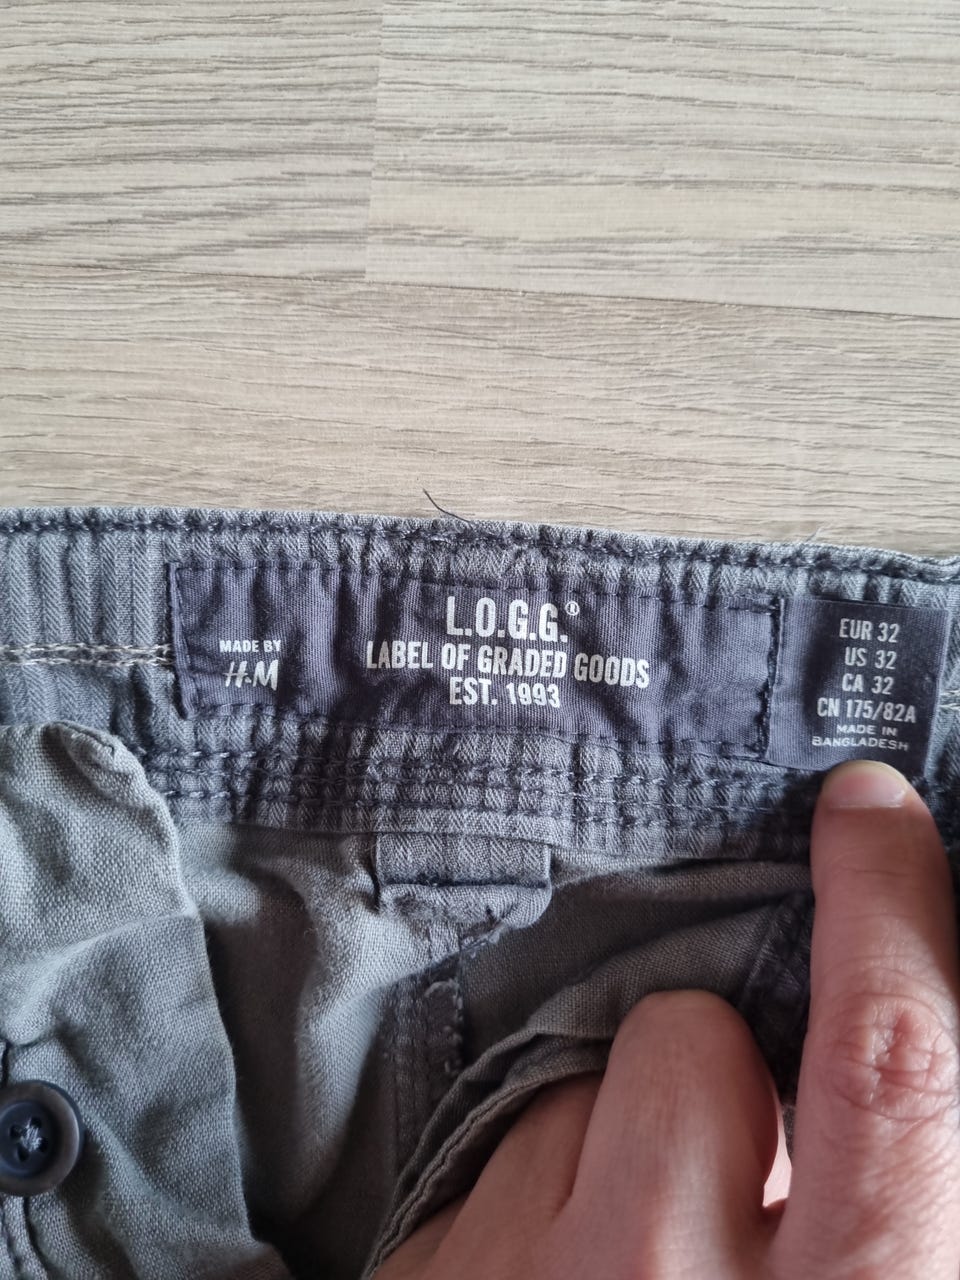 MADE BY
H&M
L.O.G.G.®
LABEL OF GRADED GOODS
EST. 1993
EUR 32
US 32
CA 32
CN 175/82A
MADE IN
BANGLADESH